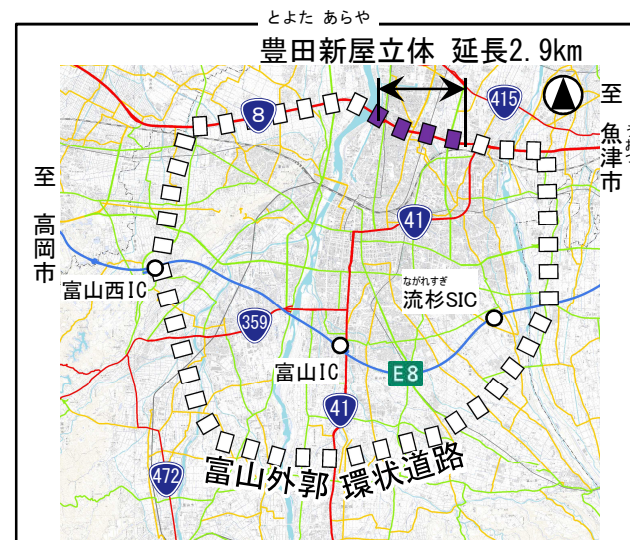 とよた あらや
豊田新屋立体 延長2.9km
8
415
至 魚津市
うおづ
至 高岡市
41
富山西IC
ながれすぎ
流杉SIC
359
富山IC
E8
41
472
富山外郭環状道路